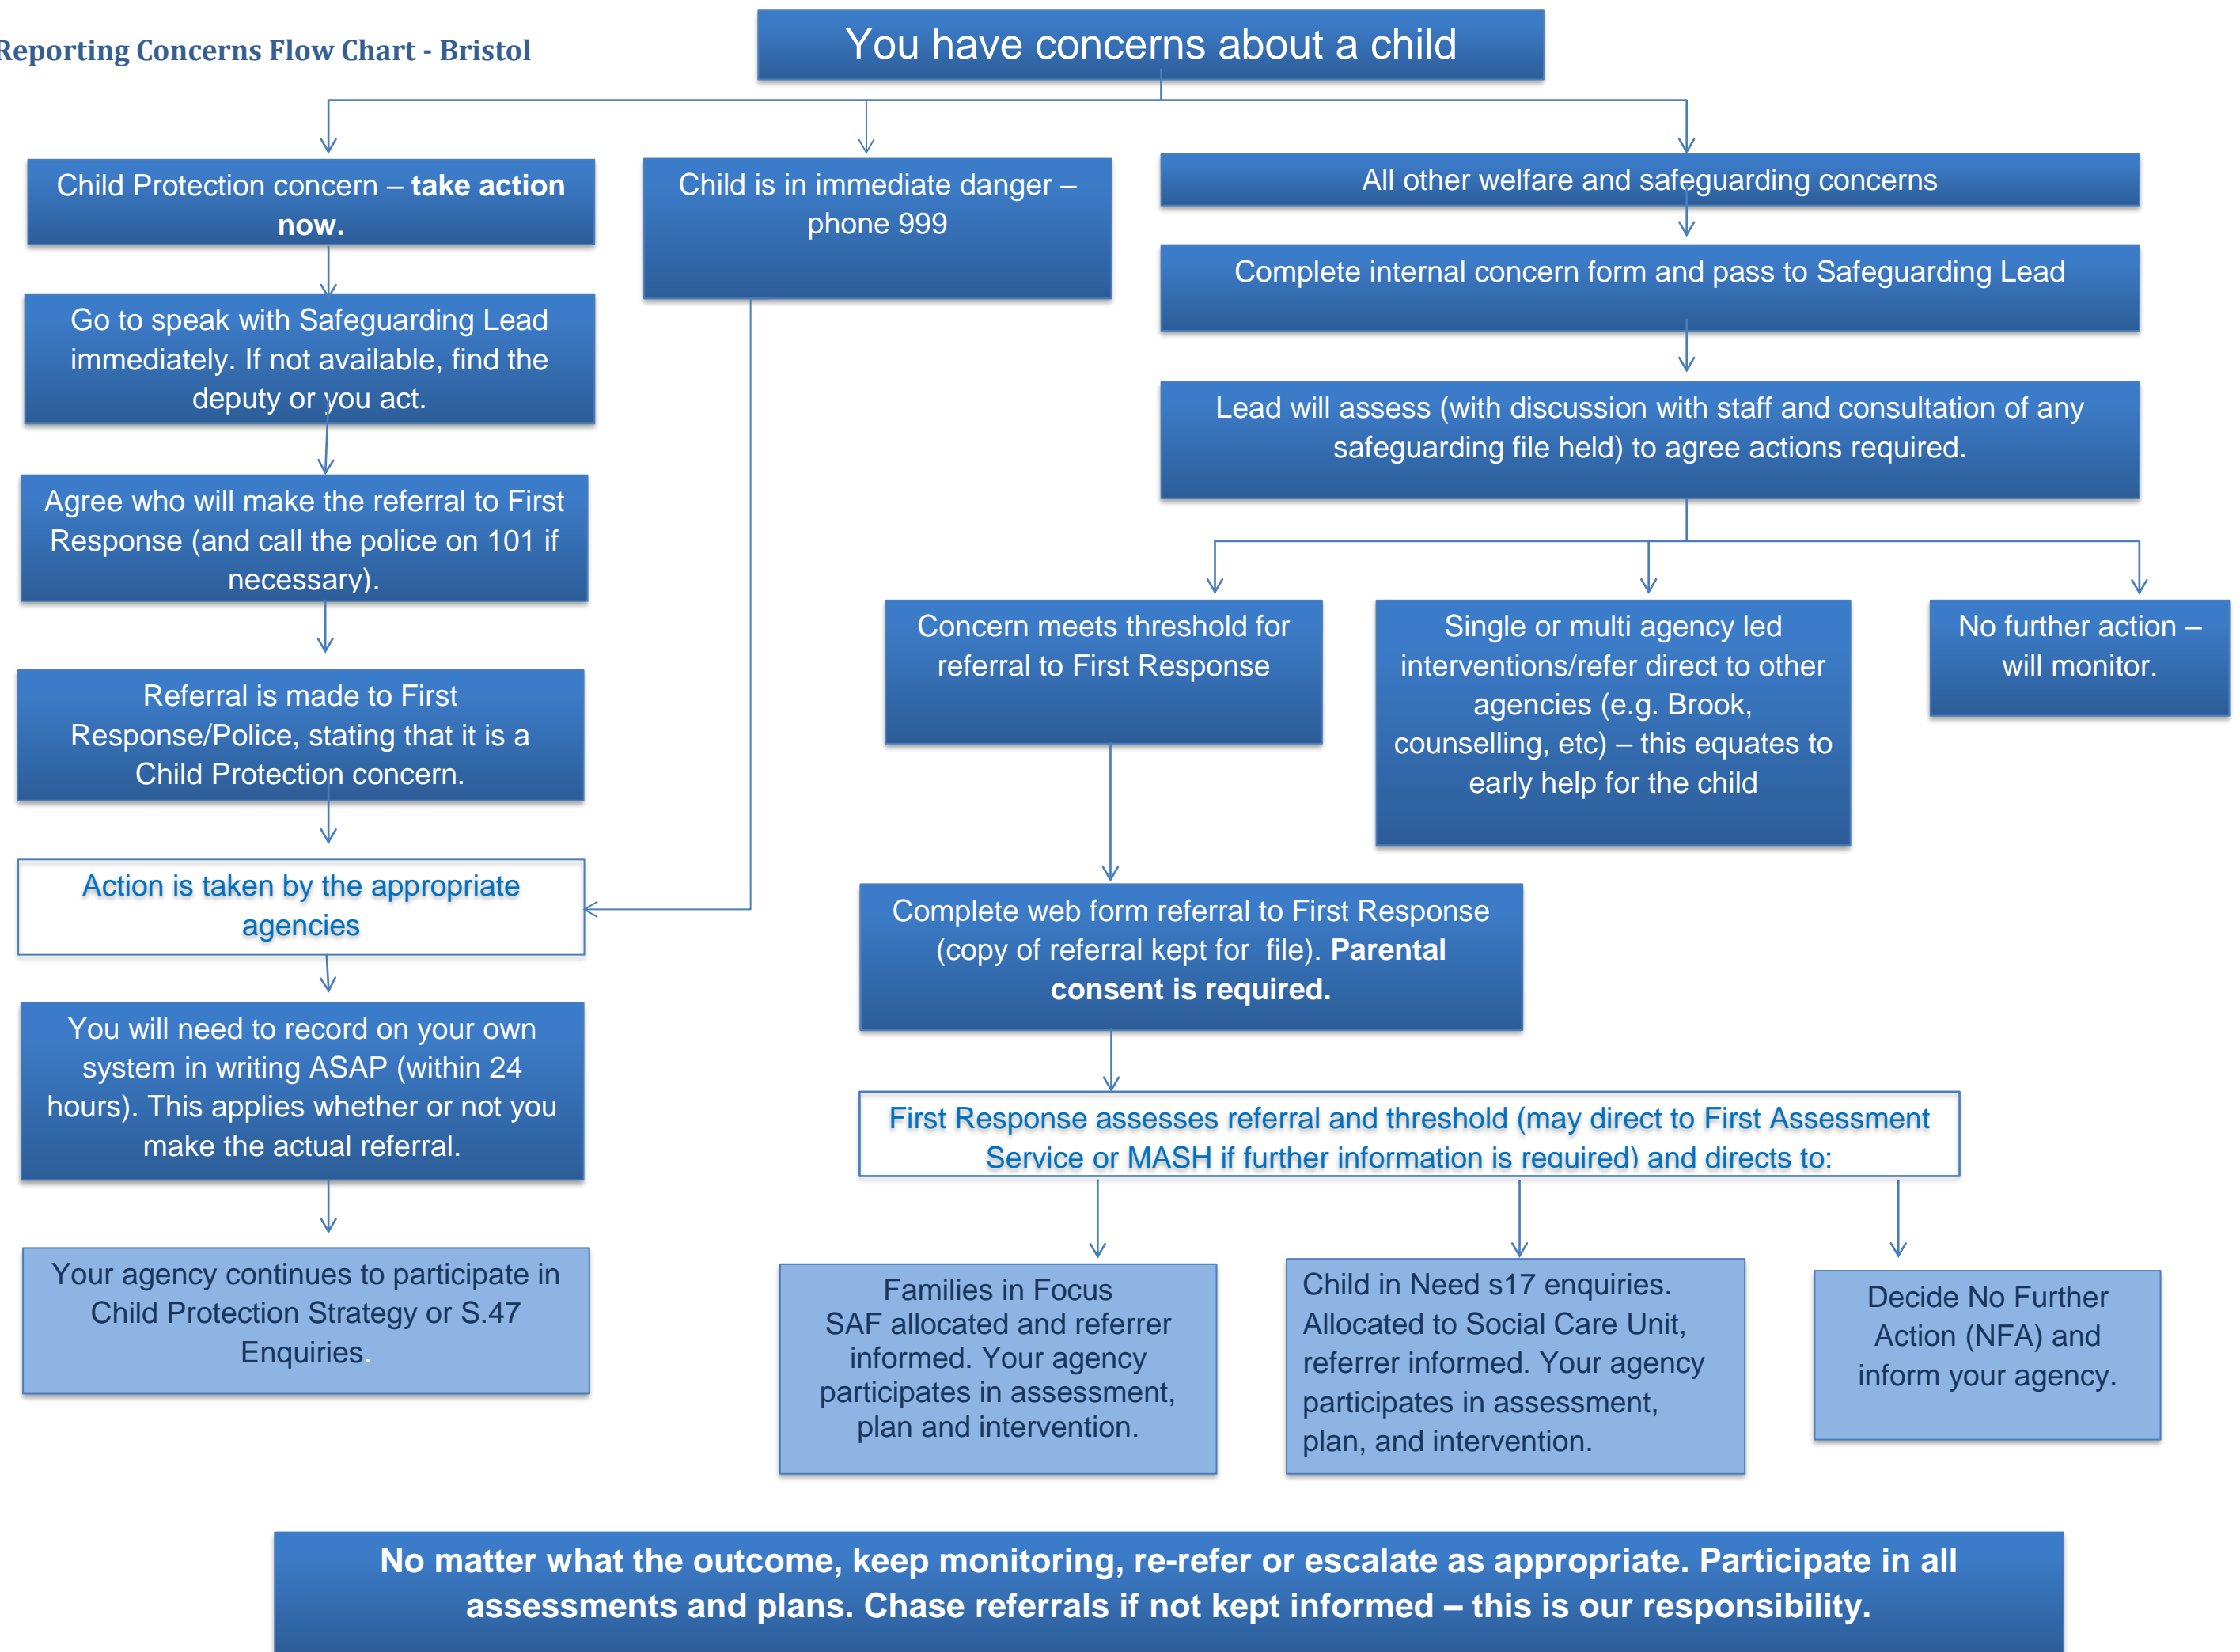 Reporting Concerns Flow Chart - Bristol
You have concerns about a child
Child Protection concern – take action
now.
Go to speak with Safeguarding Lead
immediately. If not available, find the
deputy or you act.
Agree who will make the referral to First
Response (and call the police on 101 if
necessary).
Referral is made to First
Response/Police, stating that it is a
Child Protection concern.
Action is taken by the appropriate
agencies
You will need to record on your own
system in writing ASAP (within 24
hours). This applies whether or not you
make the actual referral.
Your agency continues to participate in
Child Protection Strategy or S.47
Enquiries.
Child is in immediate danger –
phone 999
All other welfare and safeguarding concerns
Complete internal concern form and pass to Safeguarding Lead
Lead will assess (with discussion with staff and consultation of any
safeguarding file held) to agree actions required.
Concern meets threshold for
referral to First Response
Single or multi agency led
interventions/refer direct to other
agencies (e.g. Brook,
counselling, etc) – this equates to
early help for the child
No further action –
will monitor.
Complete web form referral to First Response
(copy of referral kept for file). Parental
consent is required.
First Response assesses referral and threshold (may direct to First Assessment
Service or MASH if further information is required) and directs to:
Families in Focus
SAF allocated and referrer
informed. Your agency
participates in assessment,
plan and intervention.
Child in Need s17 enquiries.
Allocated to Social Care Unit,
referrer informed. Your agency
participates in assessment,
plan, and intervention.
Decide No Further
Action (NFA) and
inform your agency.
No matter what the outcome, keep monitoring, re-refer or escalate as appropriate. Participate in all
assessments and plans. Chase referrals if not kept informed – this is our responsibility.